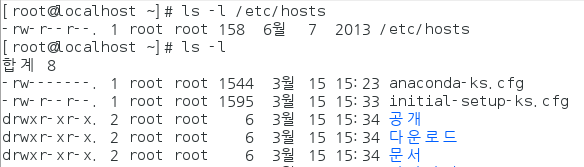 [root@localhost ~]# ls -l /etc/hosts
-rw-r--r--. 1 root root 158  6월  7  2013 /etc/hosts
[root@localhost ~]# ls -l
합계 8
-rw-------. 1 root root 1544  3월 15 15:23 anaconda-ks.cfg
-rw-r--r--. 1 root root 1595  3월 15 15:33 initial-setup-ks.cfg
drwxr-xr-x. 2 root root    6  3월 15 15:34 공개
drwxr-xr-x. 2 root root    6  3월 15 15:34 다운로드
drwxr-xr-x. 2 root root    6  3월 15 15:34 문서